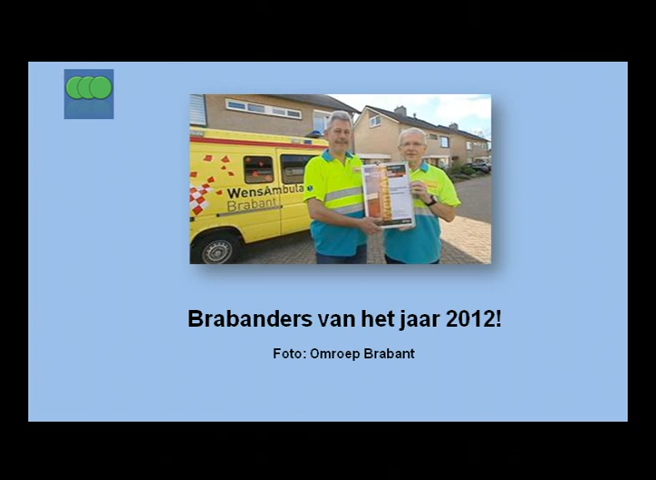 WensAmbula
Brabant
Brabanders van het jaar 2012!
Foto: Omroep Brabant